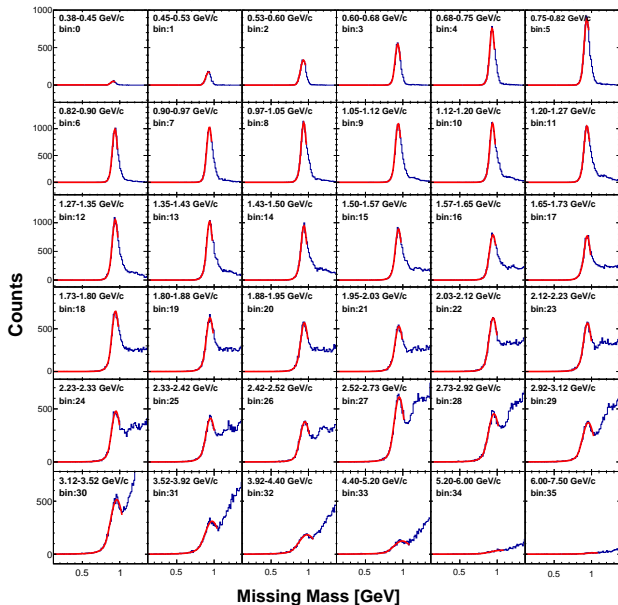 0.38-0.45 GeV/c 0.45-0.53 GeV/c 0.53-0.60 GeV/c 0.60-0.68 GeV/c 0.68-0.75 GeV/c 0.75-0.82 GeV/c
bin:0 bin:1 bin:2 bin:3 bin:4 bin:5
1000
500
0
0.82-0.90 GeV/c 0.90-0.97 GeV/c 0.97-1.05 GeV/c 1.05-1.12 GeV/c 1.12-1.20 GeV/c 1.20-1.27 GeV/c
bin:6 bin:7 bin:8 bin:9 bin:10 bin:11
1000
500
0
1.27-1.35 GeV/c 1.35-1.43 GeV/c 1.43-1.50 GeV/c 1.50-1.57 GeV/c 1.57-1.65 GeV/c 1.65-1.73 GeV/c
bin:12 bin:13 bin:14 bin:15 bin:16 bin:17
1000
500
0
1.73-1.80 GeV/c 1.80-1.88 GeV/c 1.88-1.95 GeV/c 1.95-2.03 GeV/c 2.03-2.12 GeV/c 2.12-2.23 GeV/c
bin:18 bin:19 bin:20 bin:21 bin:22 bin:23
500
0
2.23-2.33 GeV/c 2.33-2.42 GeV/c 2.42-2.52 GeV/c 2.52-2.73 GeV/c 2.73-2.92 GeV/c 2.92-3.12 GeV/c
bin:24 bin:25 bin:26 bin:27 bin:28 bin:29
500
0
3.12-3.52 GeV/c 3.52-3.92 GeV/c 3.92-4.40 GeV/c 4.40-5.20 GeV/c 5.20-6.00 GeV/c 6.00-7.50 GeV/c
bin:30 bin:31 bin:32 bin:33 bin:34 bin:35
500
0
0.5 1 0.5 1 0.5 1 0.5 1 0.5 1 0.5 1
Counts
Missing Mass [GeV]